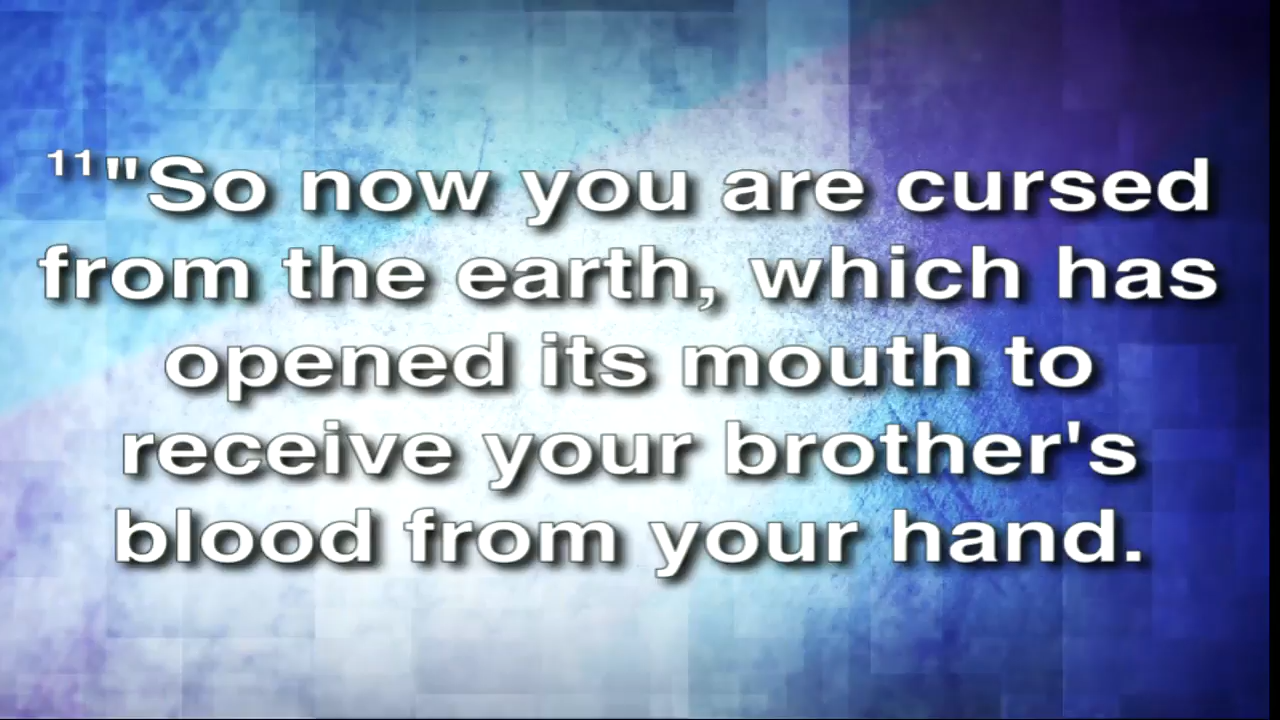 11"So now you are cursed
from the earth, which has
opened its mouth to
receive your brother's
blood from your hand.